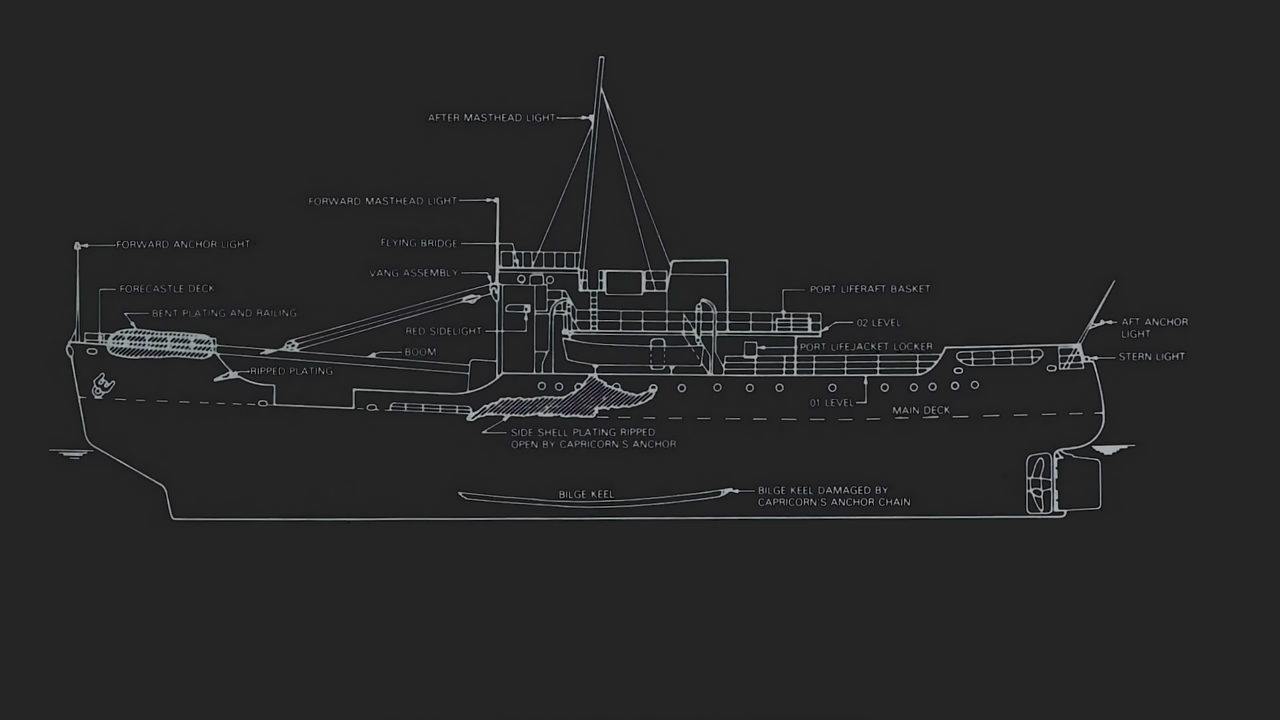 AFTER MASTHEAD LIGHT
FORWARD MASTHEAD LIGHT
FORWARD ANCHOR LIGHT
FLYING BRIDGE
VANG ASSEMBLY
FORECASTLE DECK
PORT LIFERAFT BASKET
BENT PLATING AND RAILING
02 LEVEL
AFT ANCHOR
LIGHT
RED SIDELIGHT
PORT LIFEJACKET LOCKER
BOOM
STERN LIGHT
RIPPED PLATING
01 LEVEL
MAIN DECK
SIDE SHELL PLATING RIPPED
OPEN BY CAPRICORN'S ANCHOR
BILGE KEEL
BILGE KEEL DAMAGED BY
CAPRICORN'S ANCHOR CHAIN